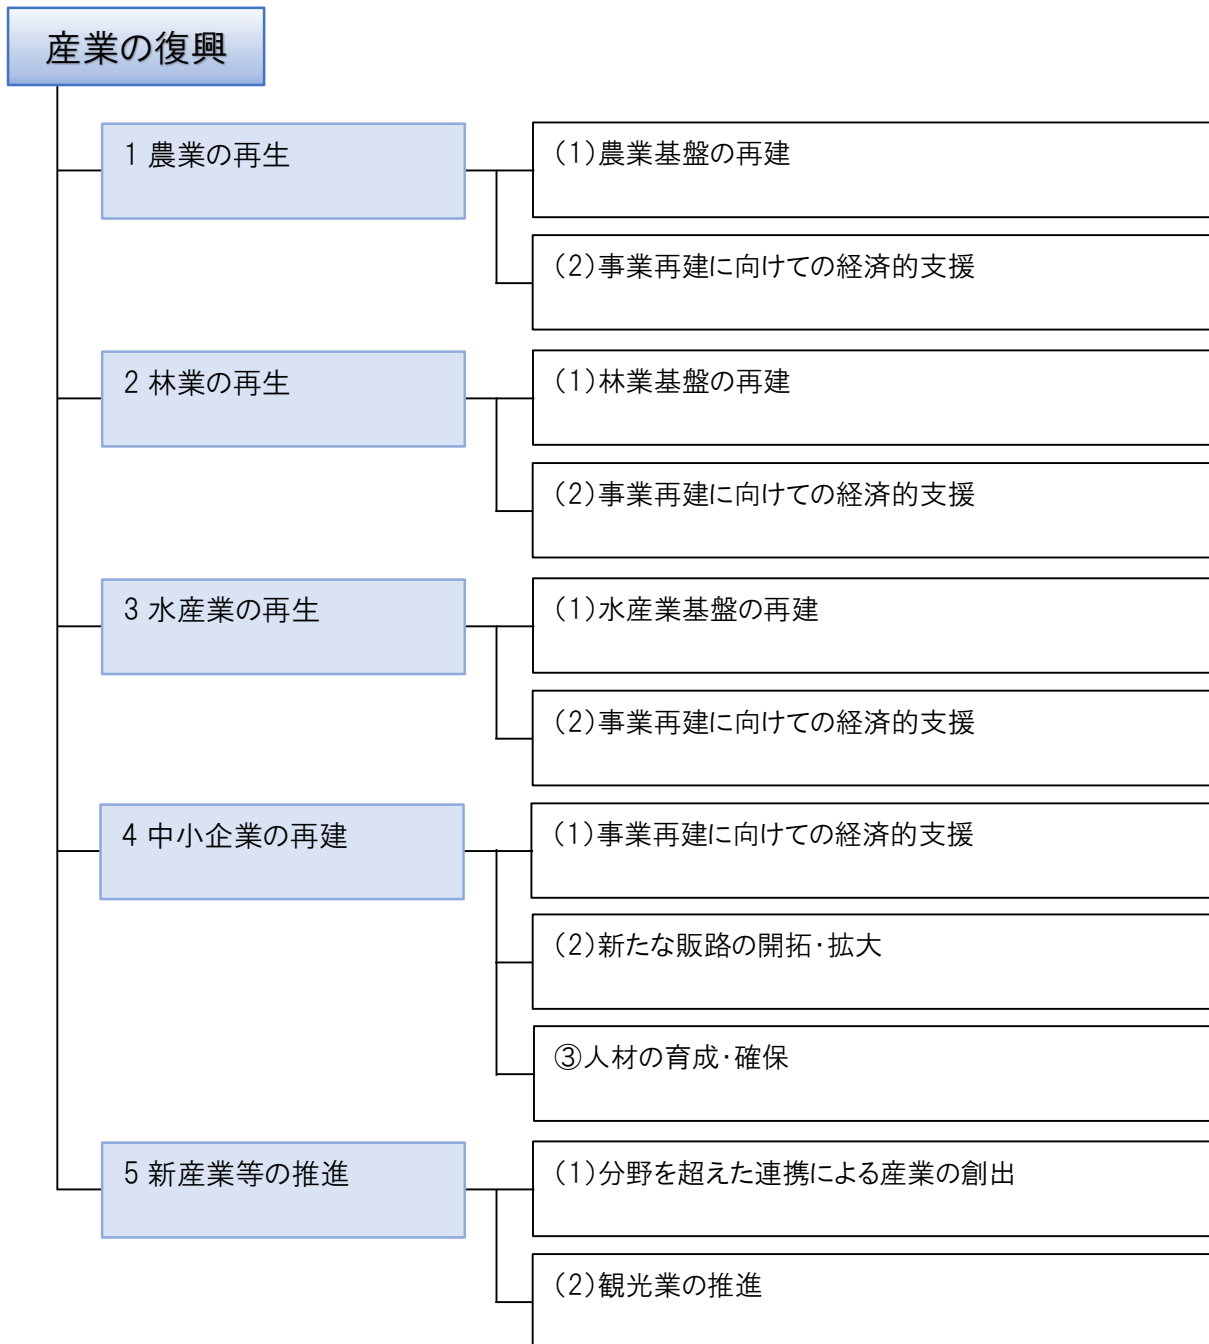 産業の復興
1 農業の再生
(1)農業基盤の再建
(2)事業再建に向けての経済的支援
2 林業の再生
(1)林業基盤の再建
(2)事業再建に向けての経済的支援
3 水産業の再生
(1)水産業基盤の再建
(2)事業再建に向けての経済的支援
4 中小企業の再建
(1)事業再建に向けての経済的支援
(2)新たな販路の開拓・拡大
③人材の育成・確保
5 新産業等の推進
(1)分野を超えた連携による産業の創出
(2)観光業の推進